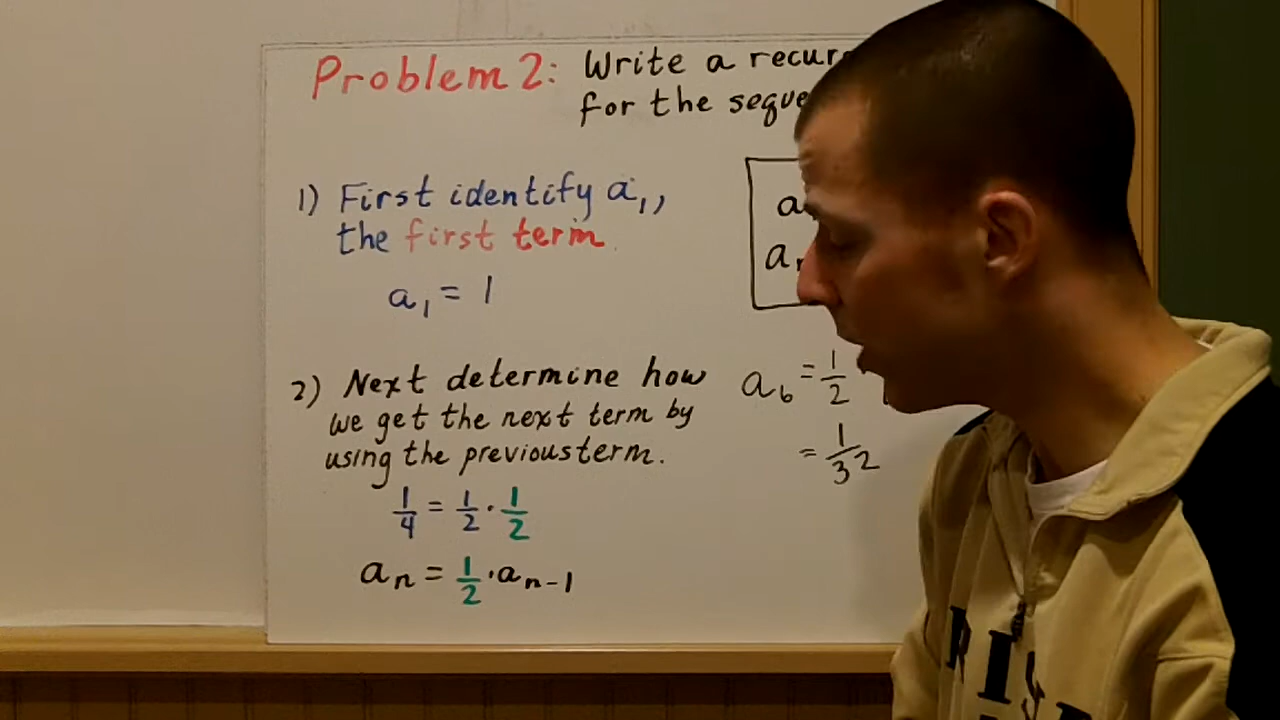 Problem 2: Write a
for the
1) First identify a₁,
the first term.
a₁ = 1
2) Next determine how
we get the next term by
using the previous term.
1/4 = 1/2 · 1/2
aₙ = 1/2 · aₙ₋₁
a
a
a₆ = 1/2
= 1/32